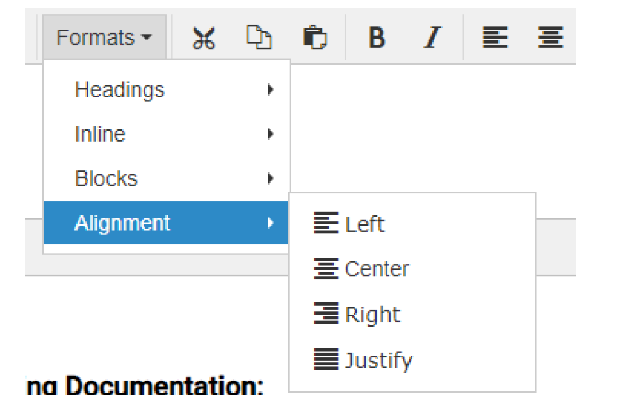 Formats
B I
Headings
Inline
Blocks
Alignment
Left
Center
Right
Justify
ng Documentation: